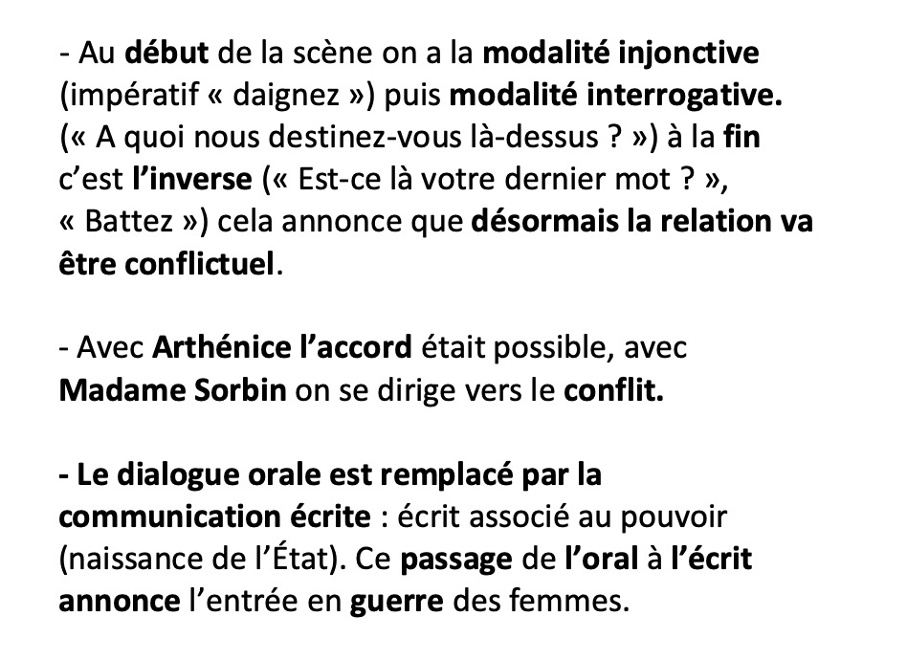 - Au début de la scène on a la modalité injonctive
(impératif « daignez ») puis modalité interrogative.
(« A quoi nous destinez-vous là-dessus ? ») à la fin
c’est l’inverse (« Est-ce là votre dernier mot ? »,
« Battez ») cela annonce que désormais la relation va
être conflictuel.
- Avec Arthénice l’accord était possible, avec
Madame Sorbin on se dirige vers le conflit.
- Le dialogue orale est remplacé par la
communication écrite : écrit associé au pouvoir
(naissance de l’État). Ce passage de l’oral à l’écrit
annonce l’entrée en guerre des femmes.